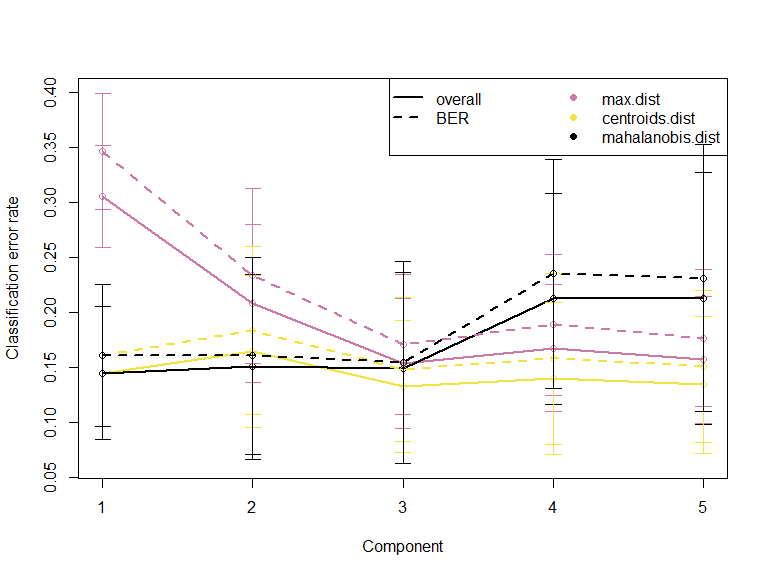 overall
BER
max.dist
centroids.dist
mahalanobis.dist
Classification error rate
0.40
0.35
0.30
0.25
0.20
0.15
0.10
0.05
1 2 3 4 5
Component